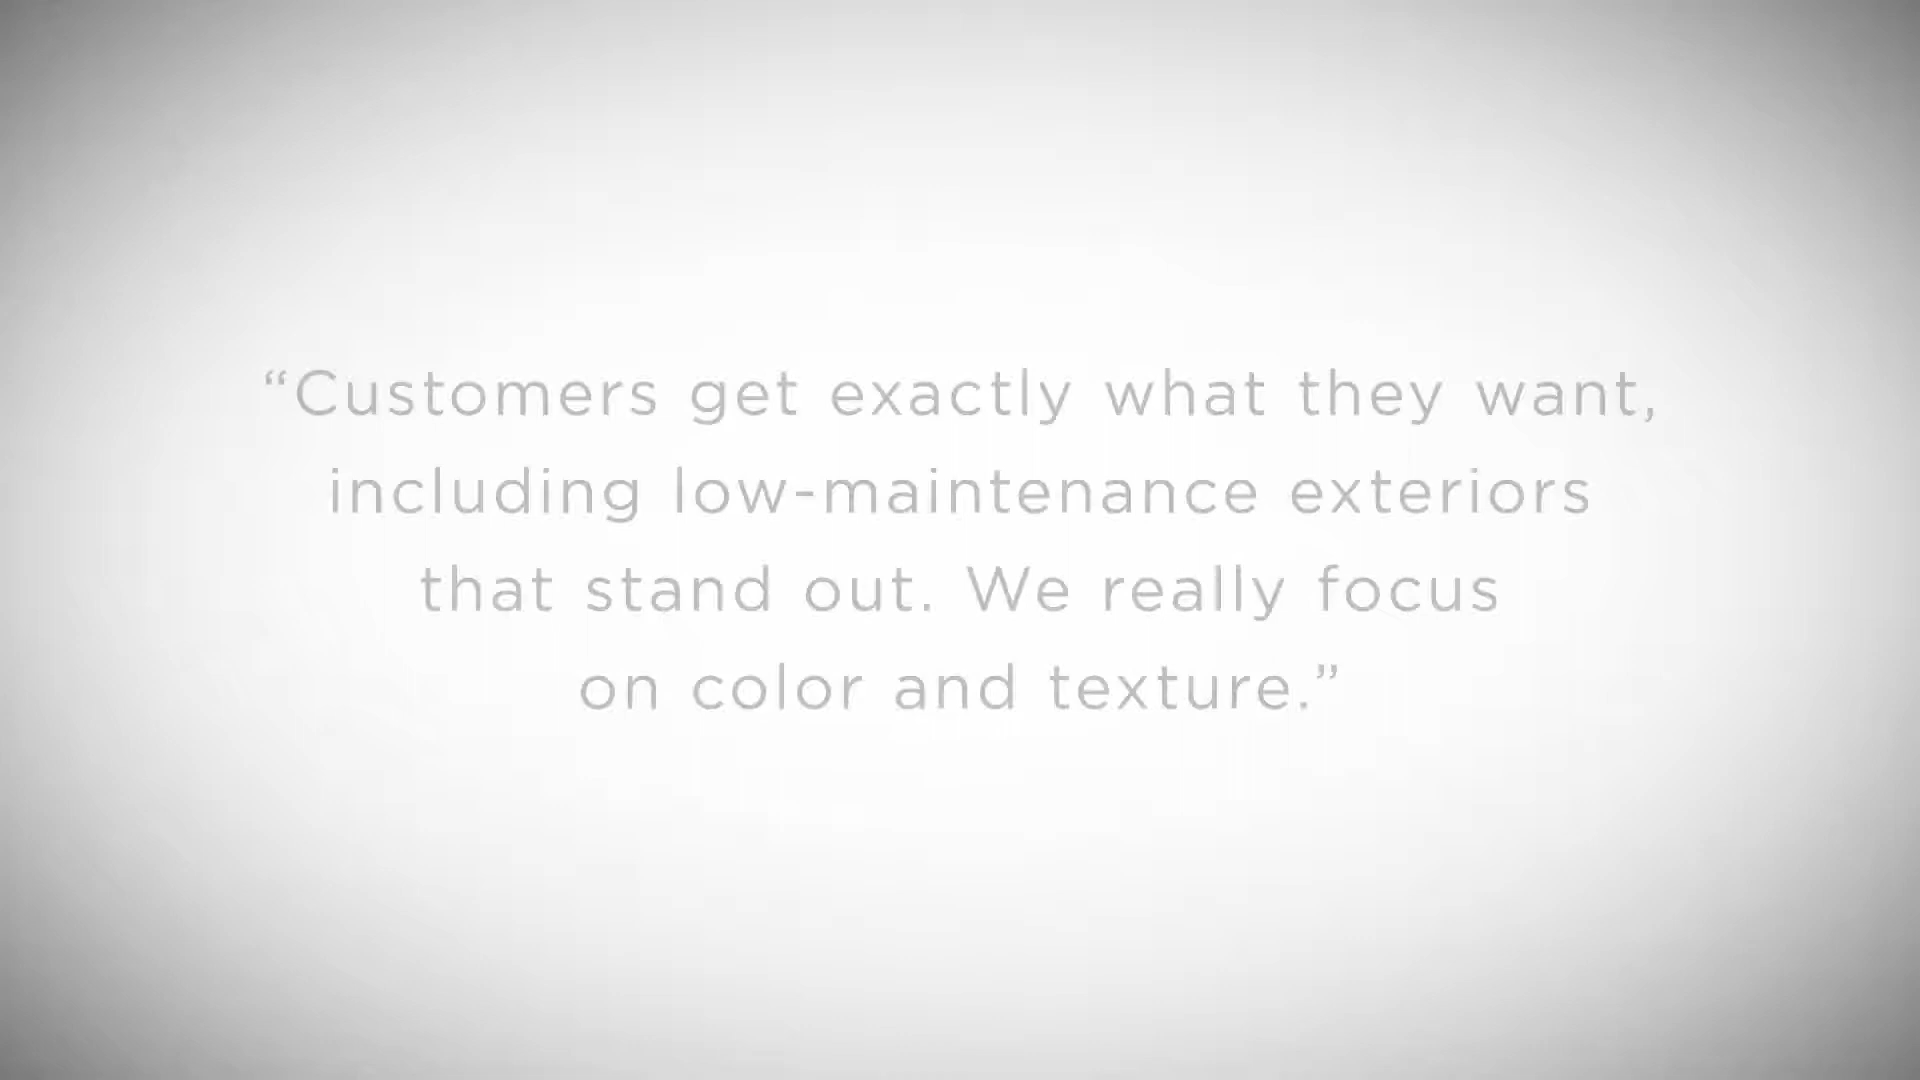 “Customers get exactly what they want,
including low-maintenance exteriors
that stand out. We really focus
on color and texture.”